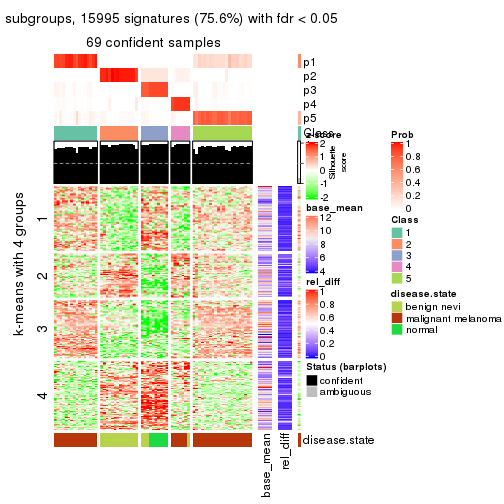 subgroups, 15995 signatures (75.6%) with fdr < 0.05
69 confident samples
p1
p2
p3
p4
p5
Class
Silhouette score
k-means with 4 groups
1
2
3
4
z-score
2
1
0
-1
-2
base_mean
12
10
8
6
4
rel_diff
1
0.8
0.6
0.4
0.2
0
Status (barplots)
confident
ambiguous
Prob
1
0.8
0.6
0.4
0.2
0
Class
1
2
3
4
5
disease.state
benign nevi
malignant melanoma
normal
disease.state
base_mean
rel_diff